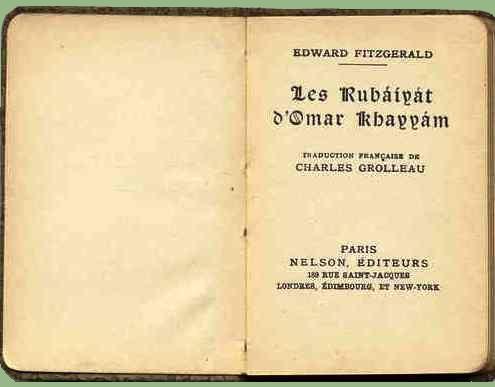 EDWARD FITZGERALD
Les Rubáiyát
d'Omar Khayyám
TRADUCTION FRANÇAISE DE
CHARLES GROLLEAU
PARIS
NELSON, ÉDITEURS
189 RUE SAINT-JACQUES
LONDRES, ÉDIMBOURG, ET NEW-YORK